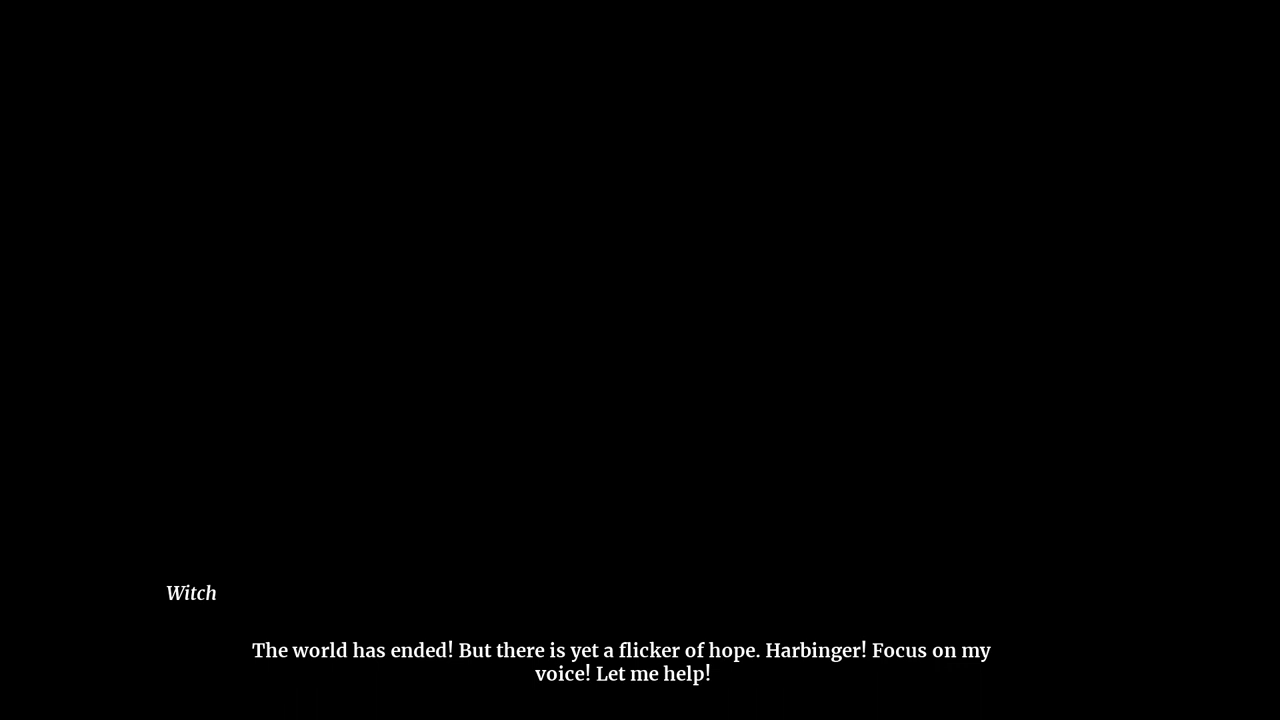 Witch
The world has ended! But there is yet a flicker of hope. Harbinger! Focus on my
voice! Let me help!